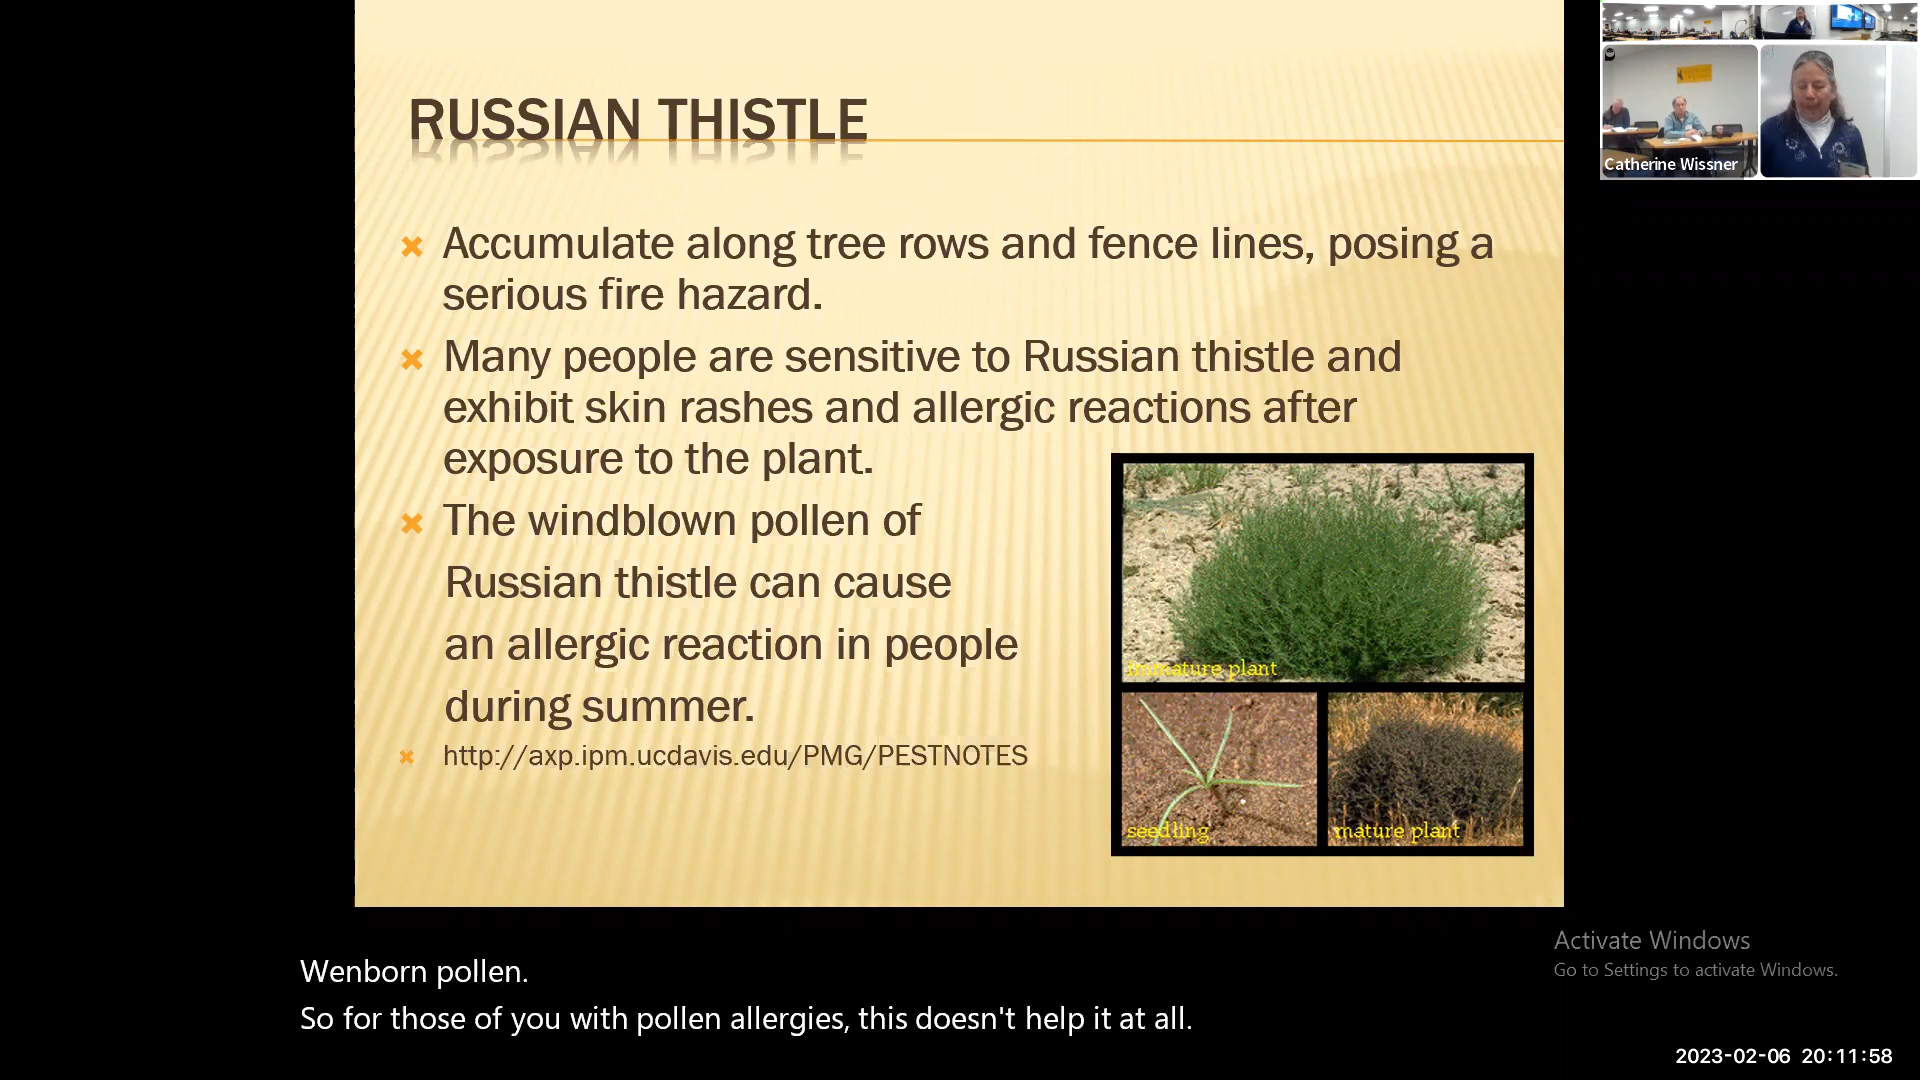 RUSSIAN THISTLE
Accumulate along tree rows and fence lines, posing a
serious fire hazard.
Many people are sensitive to Russian thistle and
exhibit skin rashes and allergic reactions after
exposure to the plant.
The windblown pollen of
Russian thistle can cause
an allergic reaction in people
during summer.
http://axp.ipm.ucdavis.edu/PMG/PESTNOTES
immature plant
seedling
mature plant
Catherine Wissner
Wenborn pollen.
So for those of you with pollen allergies, this doesn't help it at all.
Activate Windows
Go to Settings to activate Windows.
2023-02-06 20:11:58